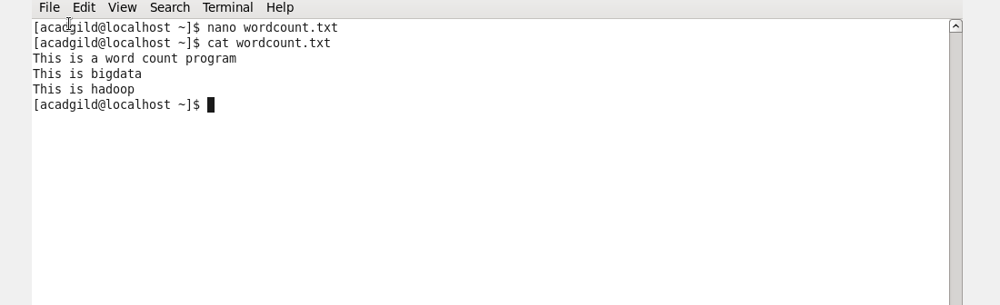 File Edit View Search Terminal Help
[acadgild@localhost ~]$ nano wordcount.txt
[acadgild@localhost ~]$ cat wordcount.txt
This is a word count program
This is bigdata
This is hadoop
[acadgild@localhost ~]$